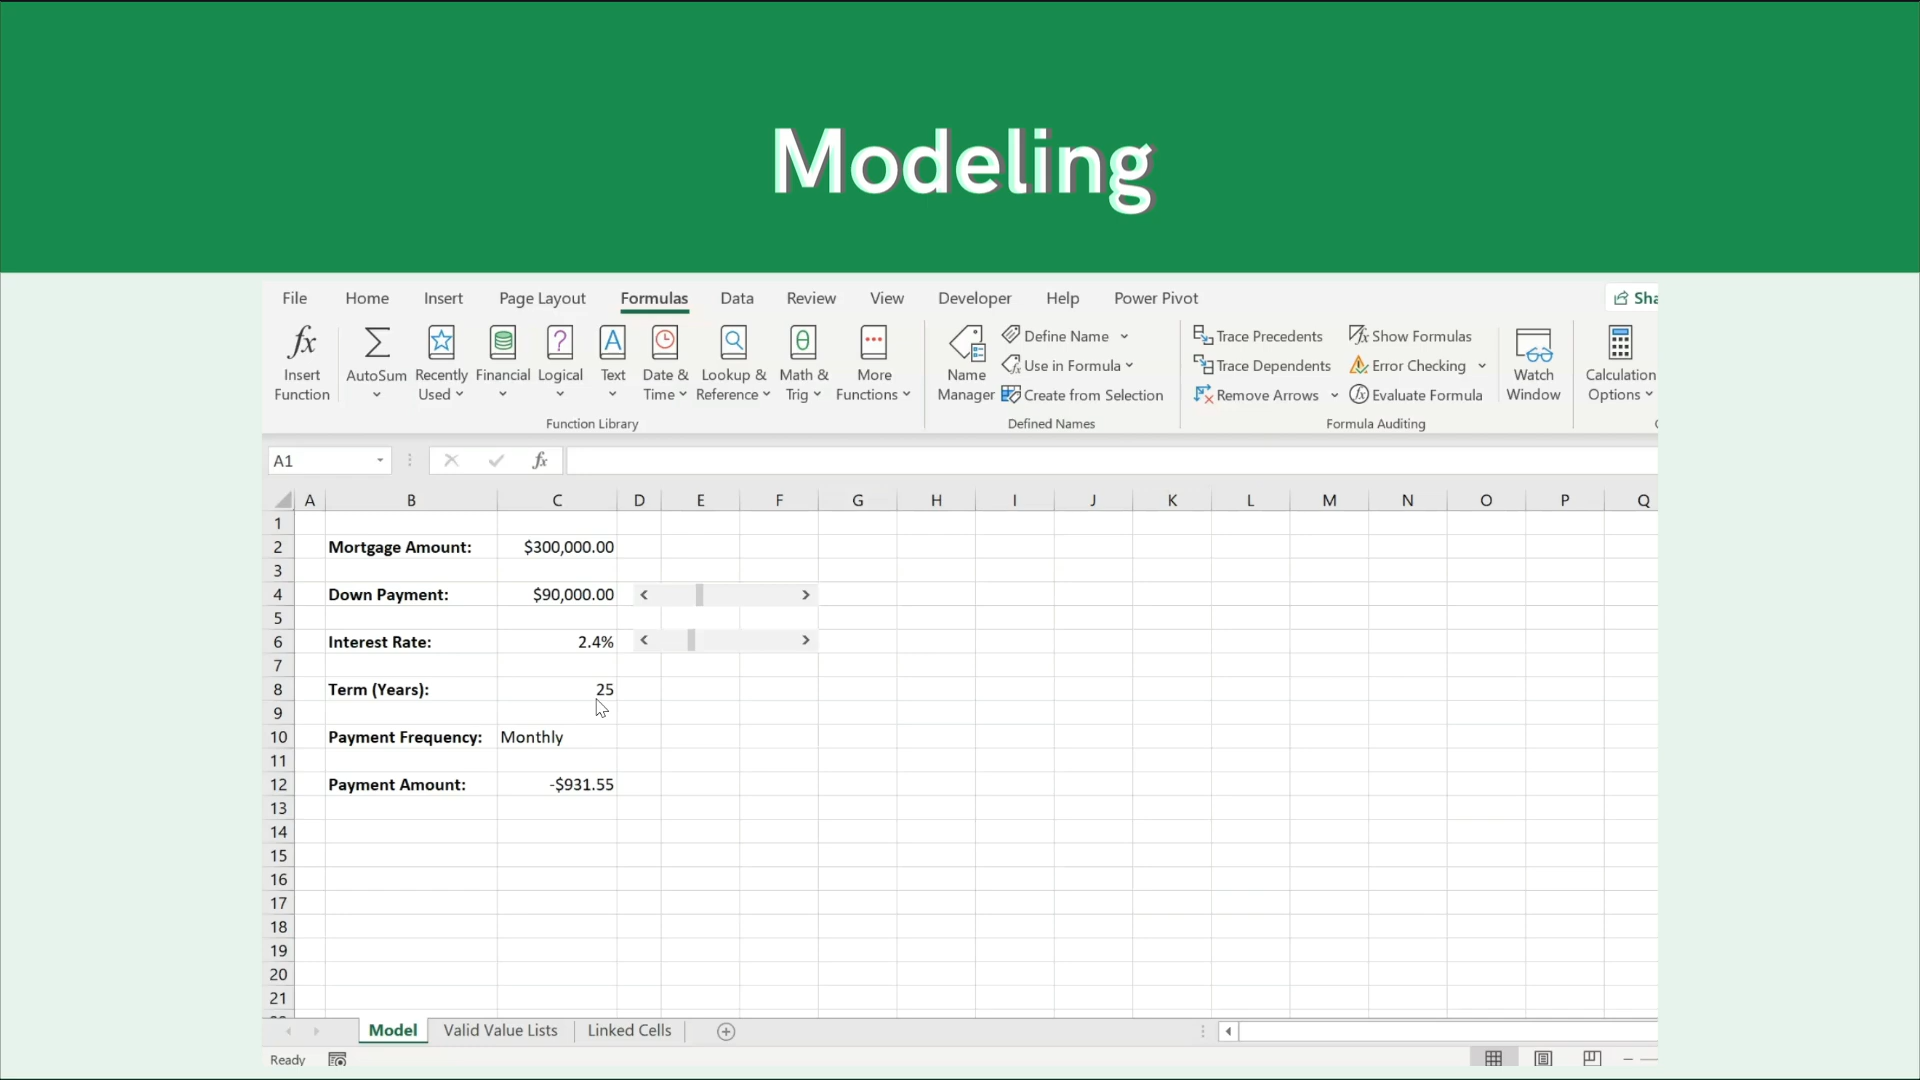 Modeling
File Home Insert Page Layout Formulas Data Review View Developer Help Power Pivot Sha
fx Σ ? A θ
Insert Function AutoSum Recently Used Financial Logical Text Date & Time Lookup & Reference Math & Trig More Functions
Name Manager
Define Name
Use in Formula
Create from Selection
Trace Precedents
Trace Dependents
Remove Arrows
Show Formulas
Error Checking
Evaluate Formula
Watch Window
Calculation Options
Function Library Defined Names Formula Auditing
A1 fx
A B C D E F G H I J K L M N O P Q
1
2 Mortgage Amount: $300,000.00
3
4 Down Payment: $90,000.00
5
6 Interest Rate: 2.4%
7
8 Term (Years): 25
9
10 Payment Frequency: Monthly
11
12 Payment Amount: -$931.55
13
14
15
16
17
18
19
20
21
Model Valid Value Lists Linked Cells
Ready